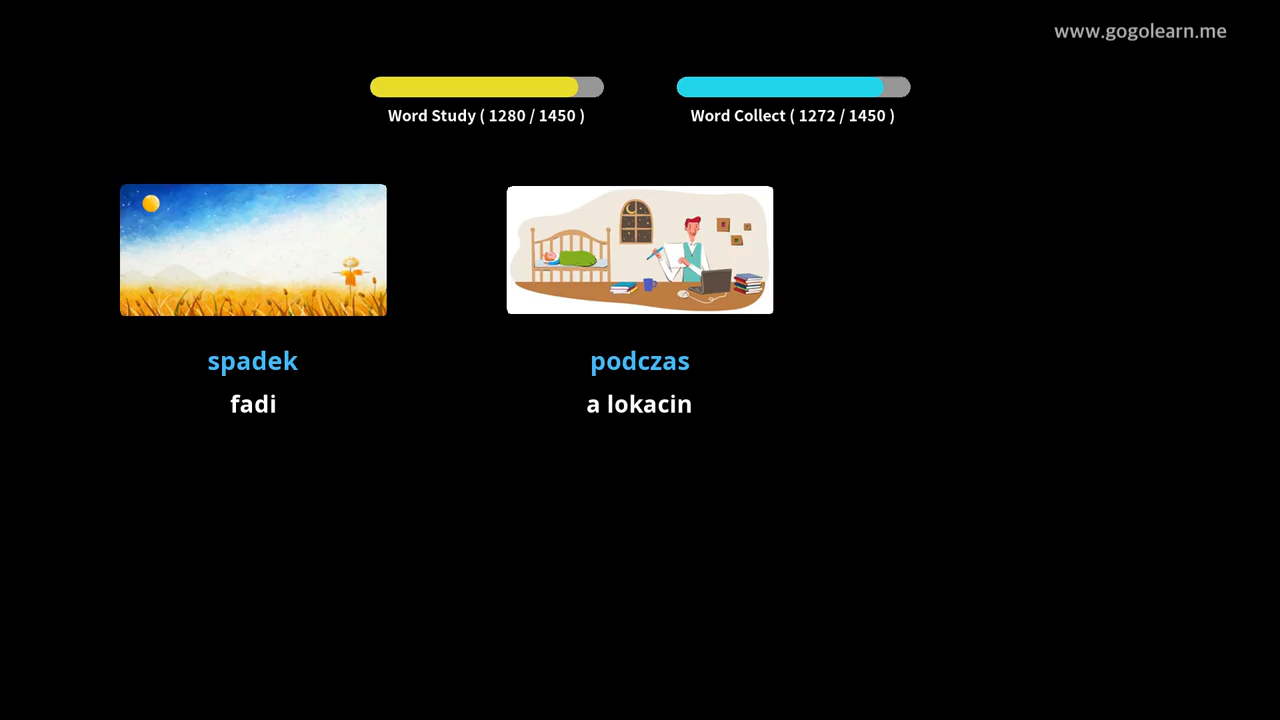 www.gogolearn.me
Word Study ( 1280 / 1450 )
Word Collect ( 1272 / 1450 )
spadek
fadi
podczas
a lokacin